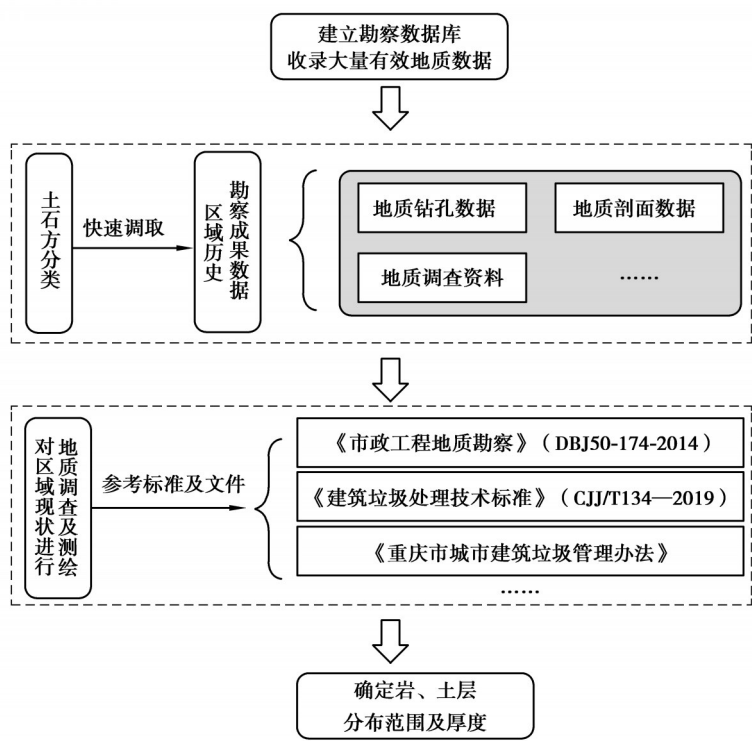 建立勘察数据库
收录大量有效地质数据
土石方分类
快速调取
区域历史
勘察成果数据
地质钻孔数据
地质剖面数据
地质调查资料
……
对区域现状进行
地质调查及测绘
参考标准及文件
《市政工程地质勘察》（DBJ50-174-2014）
《建筑垃圾处理技术标准》（CJJ/T134—2019）
《重庆市城市建筑垃圾管理办法》
……
确定岩、土层
分布范围及厚度